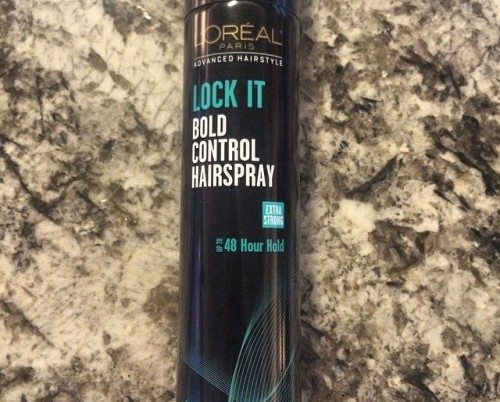 L'ORÉAL
PARIS
ADVANCED HAIRSTYLE
LOCK IT
BOLD
CONTROL
HAIRSPRAY
EXTRA
STRONG
48 Hour Hold